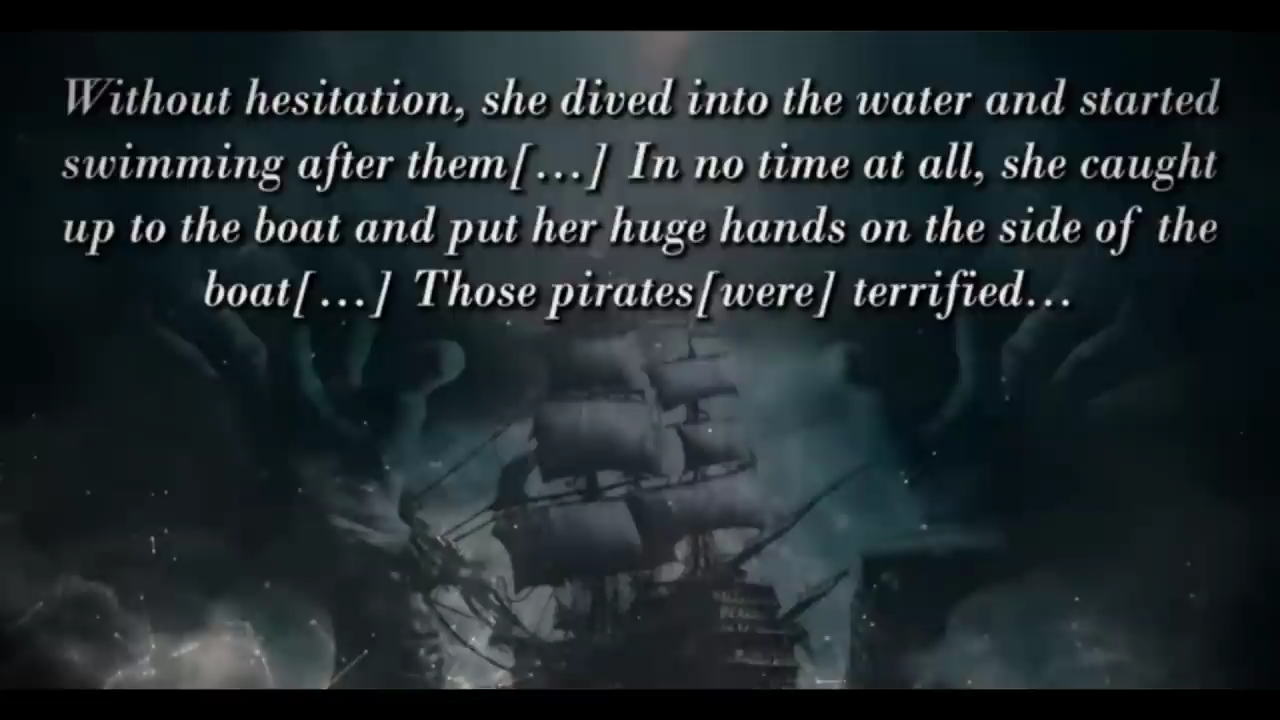 Without hesitation, she dived into the water and started
swimming after them[...] In no time at all, she caught
up to the boat and put her huge hands on the side of the
boat[...] Those pirates[were] terrified...